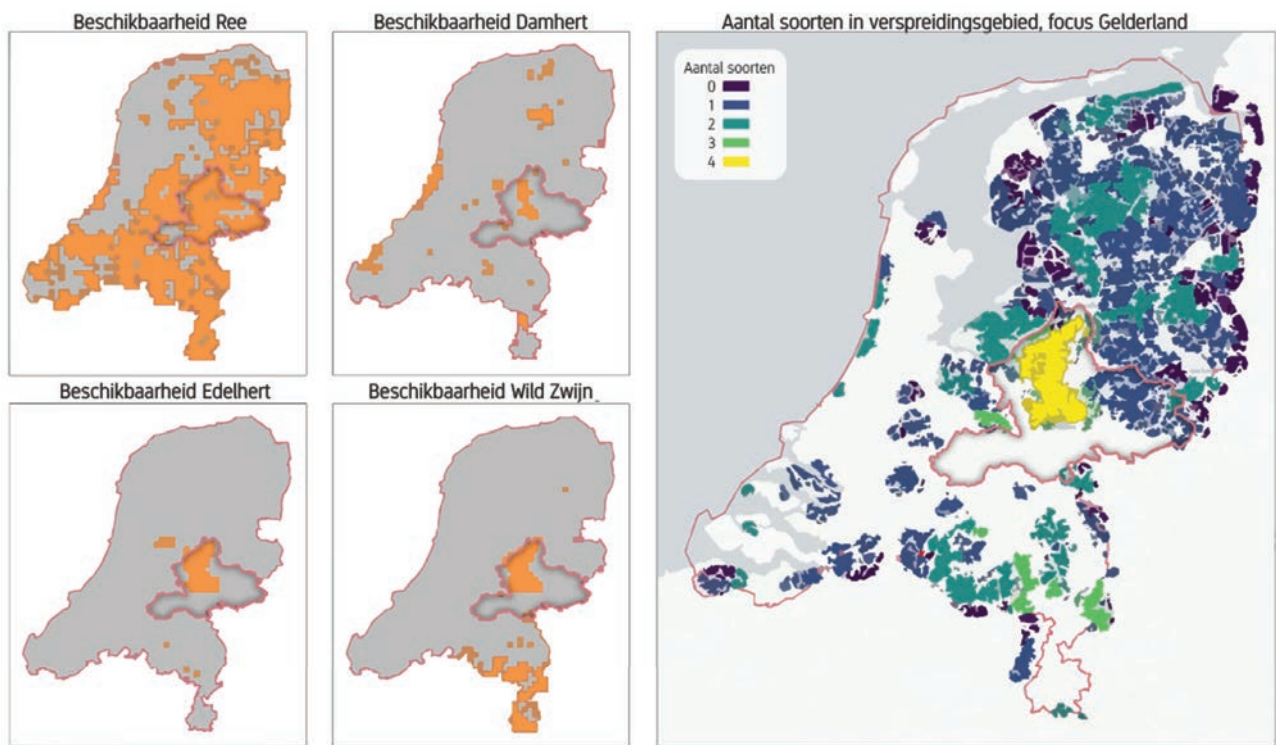 Beschikbaarheid Ree
Beschikbaarheid Damhert
Beschikbaarheid Edelhert
Beschikbaarheid Wild Zwijn
Aantal soorten in verspreidingsgebied, focus Gelderland
Aantal soorten
0
1
2
3
4